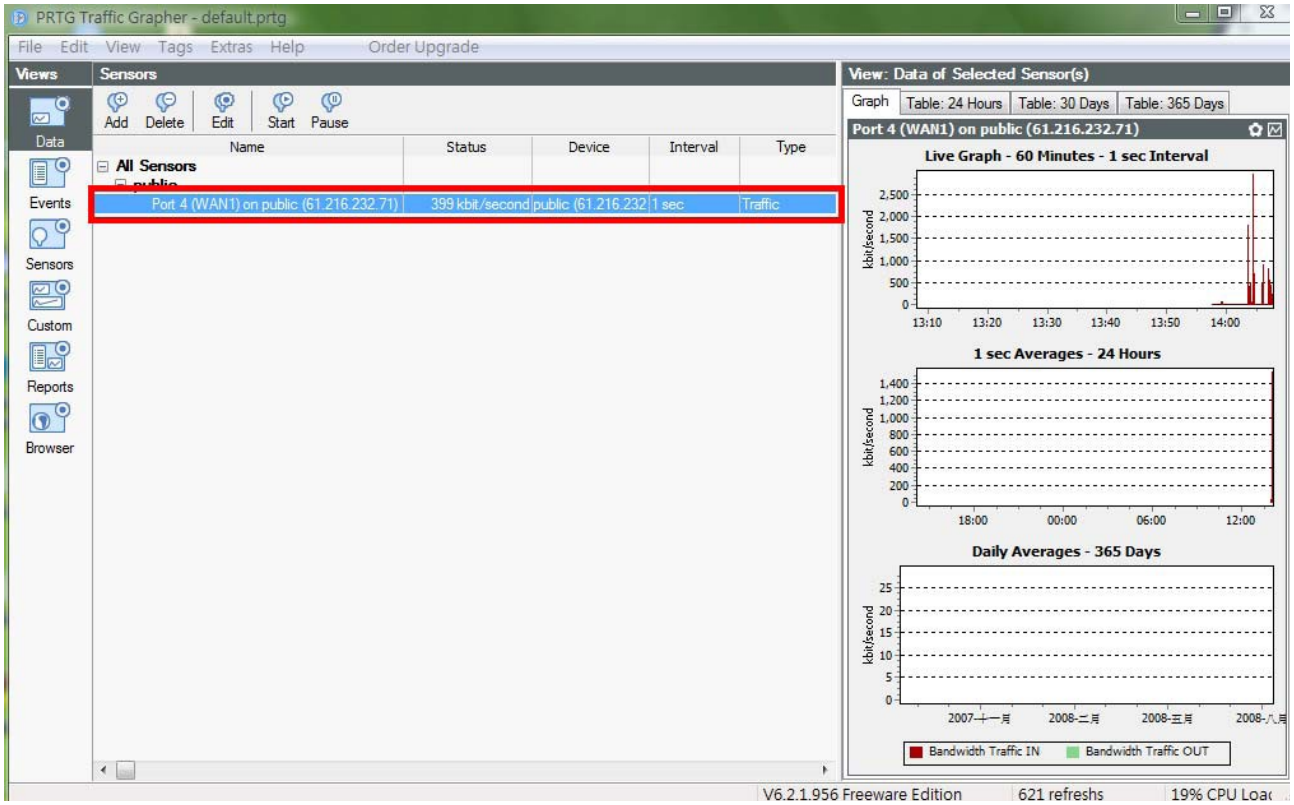 PRTG Traffic Grapher - default.prtg
File Edit View Tags Extras Help Order Upgrade
Views
Data
Events
Sensors
Custom
Reports
Browser
Sensors
Add Delete Edit Start Pause
Name Status Device Interval Type
All Sensors
public
Port 4 (WAN1) on public (61.216.232.71) 399 kbit/second public (61.216.232 1 sec Traffic
View: Data of Selected Sensor(s)
Graph Table: 24 Hours Table: 30 Days Table: 365 Days
Port 4 (WAN1) on public (61.216.232.71)
Live Graph - 60 Minutes - 1 sec Interval
kbit/second
2,500
2,000
1,500
1,000
500
0
13:10 13:20 13:30 13:40 13:50 14:00
1 sec Averages - 24 Hours
kbit/second
1,400
1,200
1,000
800
600
400
200
0
18:00 00:00 06:00 12:00
Daily Averages - 365 Days
kbit/second
25
20
15
10
5
0
2007-十一月 2008-二月 2008-五月 2008-八月
Bandwidth Traffic IN Bandwidth Traffic OUT
V6.2.1.956 Freeware Edition 621 refreshs 19% CPU Loac